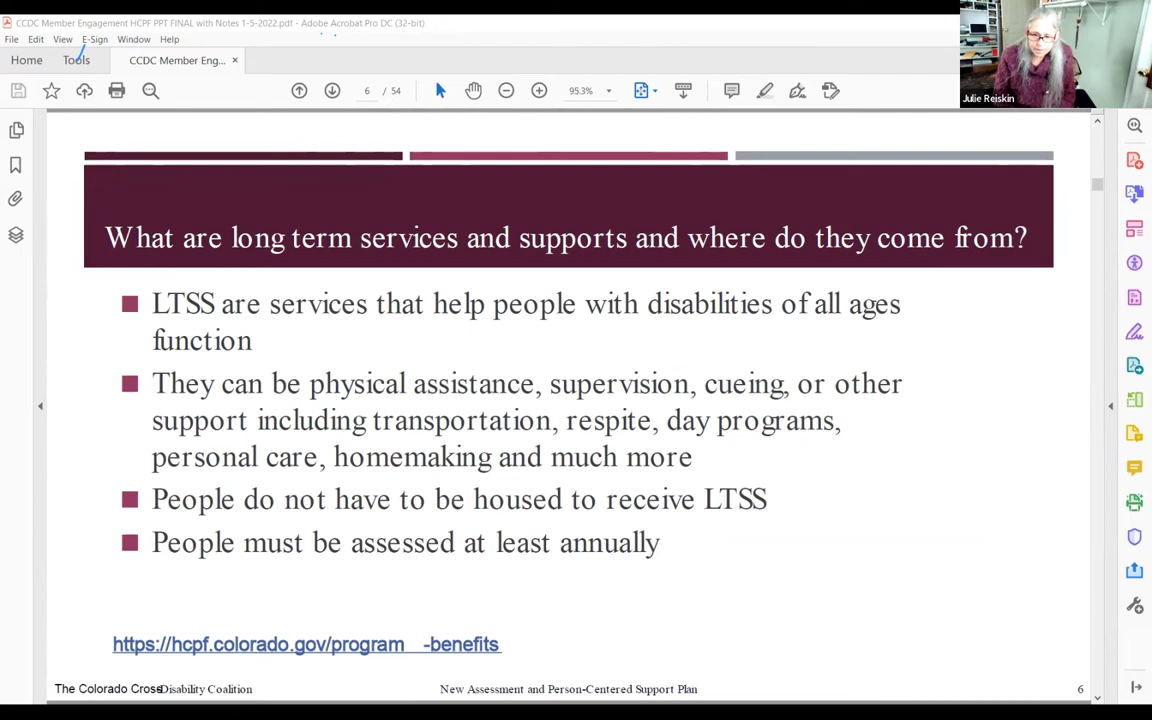 CCDC Member Engagement HCPF PPT FINAL with Notes 1-5-2022.pdf - Adobe Acrobat Pro DC (32-bit)
File Edit View E-Sign Window Help
Home Tools CCDC Member Eng... ×
6 / 54 95.3%
Julie Reiskin
What are long term services and supports and where do they come from?
LTSS are services that help people with disabilities of all ages
function
They can be physical assistance, supervision, cueing, or other
support including transportation, respite, day programs,
personal care, homemaking and much more
People do not have to be housed to receive LTSS
People must be assessed at least annually
https://hcpf.colorado.gov/program -benefits
The Colorado Cross-Disability Coalition New Assessment and Person-Centered Support Plan 6